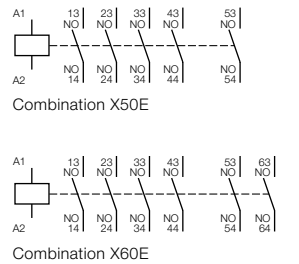 A1 13 23 33 43 53
NO NO NO NO NO
NO NO NO NO NO
A2 14 24 34 44 54
Combination X50E
A1 13 23 33 43 53 63
NO NO NO NO NO NO
NO NO NO NO NO NO
A2 14 24 34 44 54 64
Combination X60E